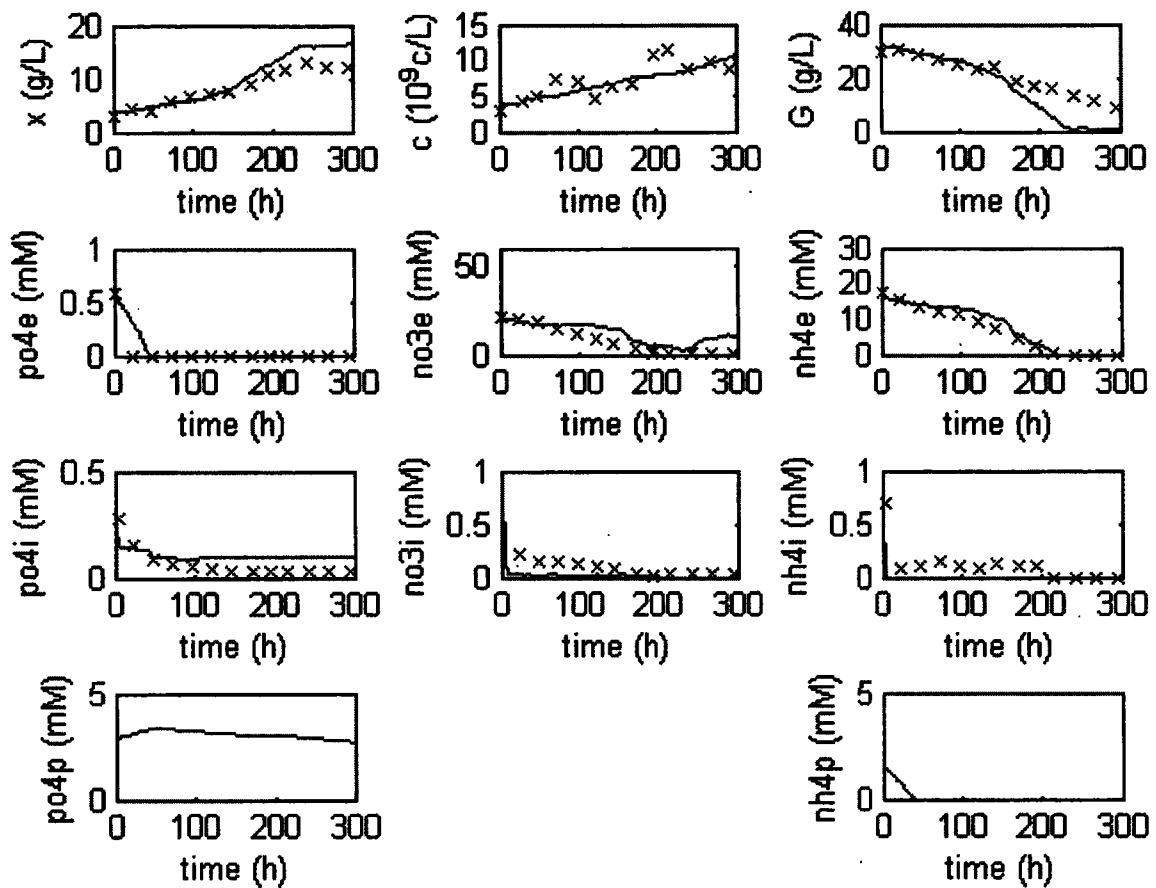 x (g/L)
20
10
0
0 100 200 300
time (h)
c (10^9c/L)
15
10
5
0
0 100 200 300
time (h)
G (g/L)
40
20
0
0 100 200 300
time (h)
po4e (mM)
1
0.5
0
0 100 200 300
time (h)
no3e (mM)
50
0
0 100 200 300
time (h)
nh4e (mM)
30
20
10
0
0 100 200 300
time (h)
po4i (mM)
0.5
0
0 100 200 300
time (h)
no3i (mM)
1
0.5
0
0 100 200 300
time (h)
nh4i (mM)
1
0.5
0
0 100 200 300
time (h)
po4p (mM)
5
0
0 100 200 300
time (h)
nh4p (mM)
5
0
0 100 200 300
time (h)